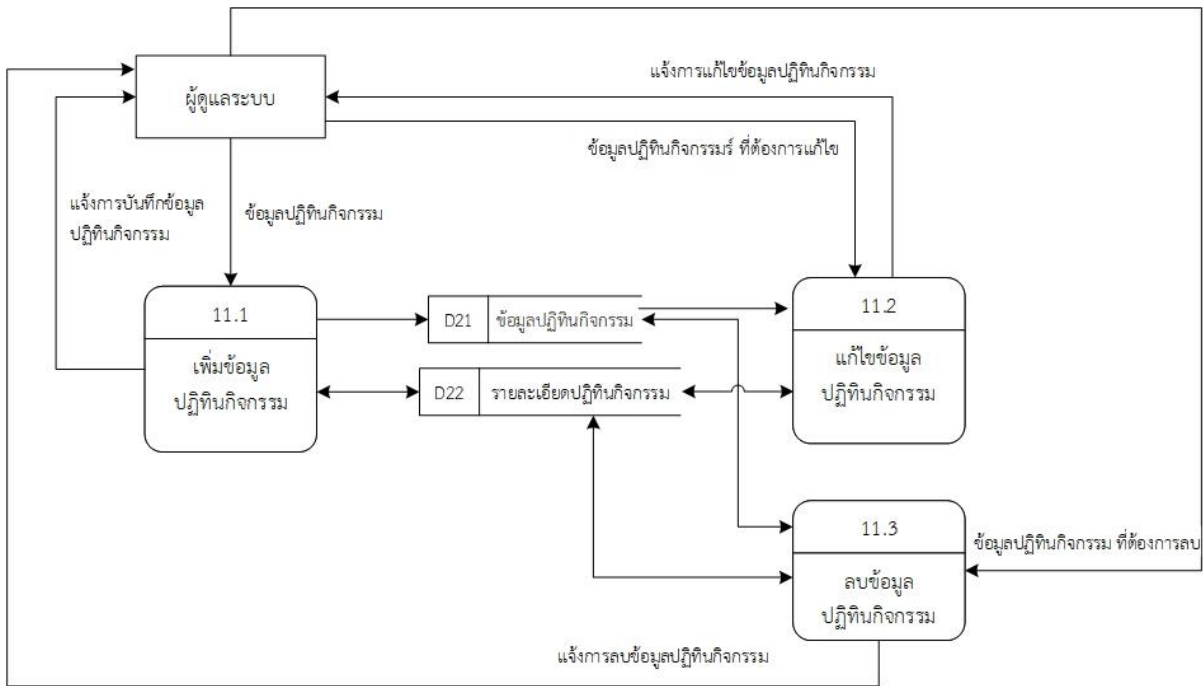 แจ้งการแก้ไขข้อมูลปฏิทินกิจกรรม
ผู้ดูแลระบบ
ข้อมูลปฏิทินกิจกรรมร์ ที่ต้องการแก้ไข
แจ้งการบันทึกข้อมูล
ปฏิทินกิจกรรม
ข้อมูลปฏิทินกิจกรรม
11.1
เพิ่มข้อมูล
ปฏิทินกิจกรรม
D21 ข้อมูลปฏิทินกิจกรรม
D22 รายละเอียดปฏิทินกิจกรรม
11.2
แก้ไขข้อมูล
ปฏิทินกิจกรรม
11.3
ลบข้อมูล
ปฏิทินกิจกรรม
ข้อมูลปฏิทินกิจกรรม ที่ต้องการลบ
แจ้งการลบข้อมูลปฏิทินกิจกรรม